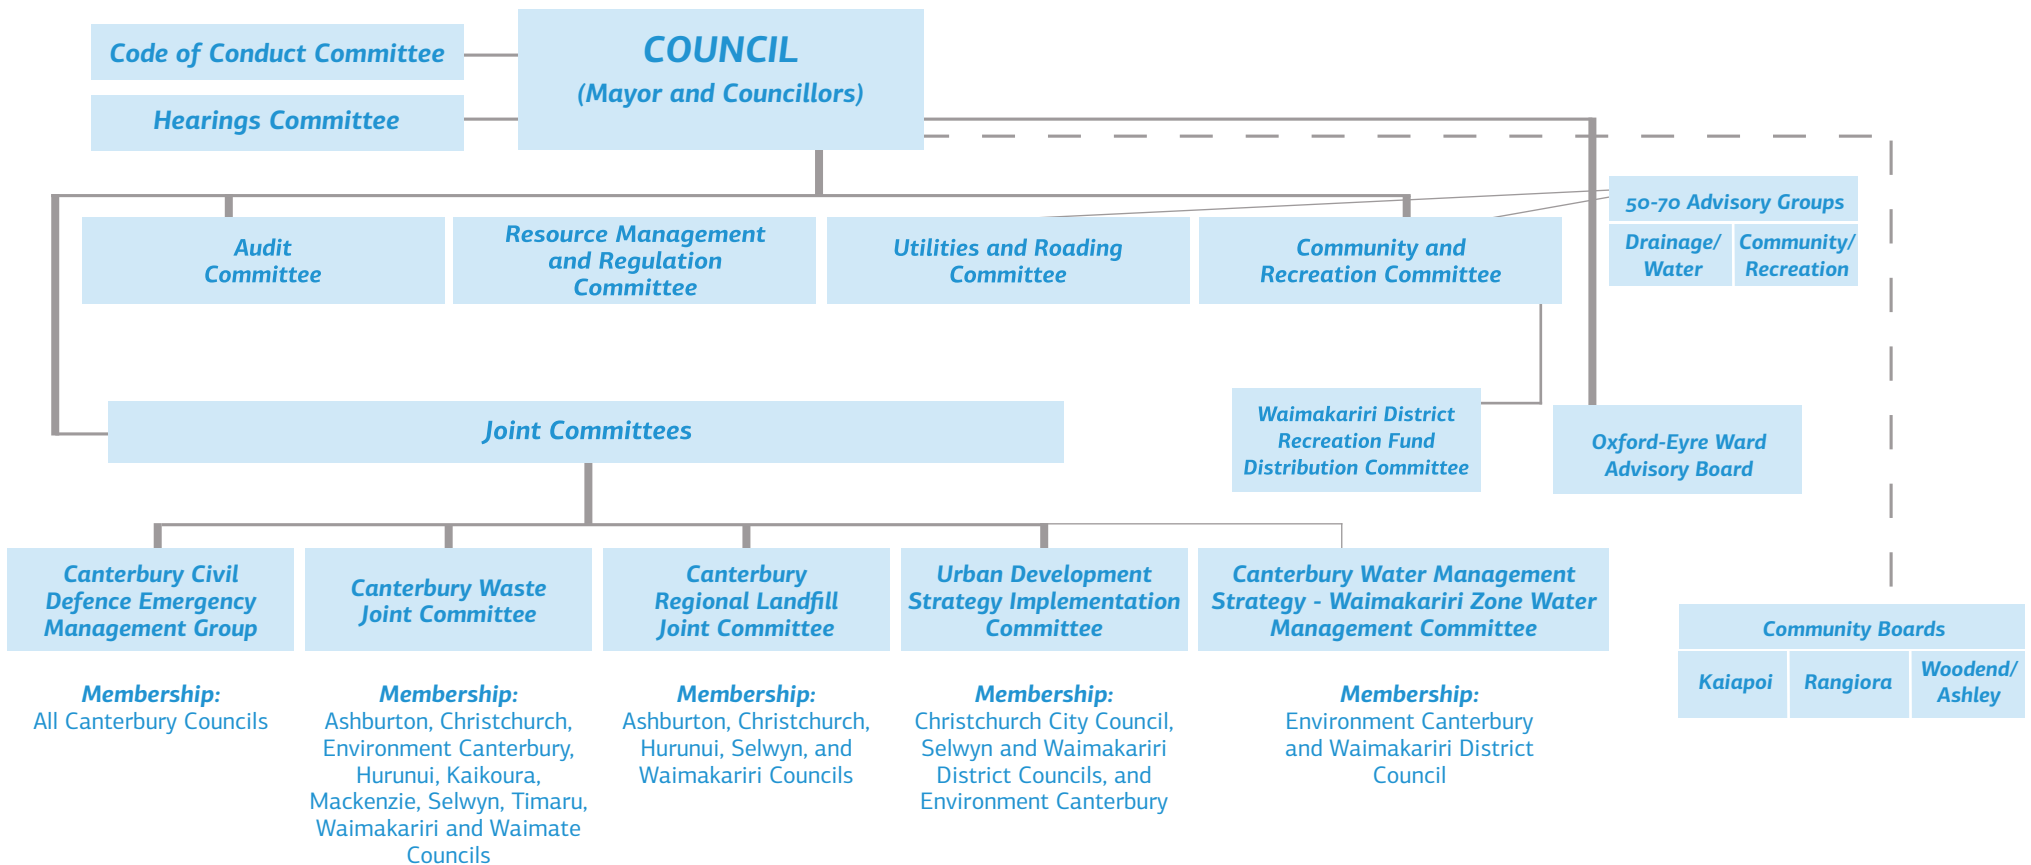 Code of Conduct Committee
Hearings Committee
COUNCIL
(Mayor and Councillors)
50-70 Advisory Groups
Drainage/
Water
Community/
Recreation
Audit
Committee
Resource Management
and Regulation
Committee
Utilities and Roading
Committee
Community and
Recreation Committee
Joint Committees
Waimakariri District
Recreation Fund
Distribution Committee
Oxford-Eyre Ward
Advisory Board
Canterbury Civil
Defence Emergency
Management Group
Canterbury Waste
Joint Committee
Canterbury
Regional Landfill
Joint Committee
Urban Development
Strategy Implementation
Committee
Canterbury Water Management
Strategy - Waimakariri Zone Water
Management Committee
Community Boards
Kaiapoi
Rangiora
Woodend/
Ashley
Membership:
All Canterbury Councils
Membership:
Ashburton, Christchurch,
Environment Canterbury,
Hurunui, Kaikoura,
Mackenzie, Selwyn, Timaru,
Waimakariri and Waimate
Councils
Membership:
Ashburton, Christchurch,
Hurunui, Selwyn, and
Waimakariri Councils
Membership:
Christchurch City Council,
Selwyn and Waimakariri
District Councils, and
Environment Canterbury
Membership:
Environment Canterbury
and Waimakariri District
Council